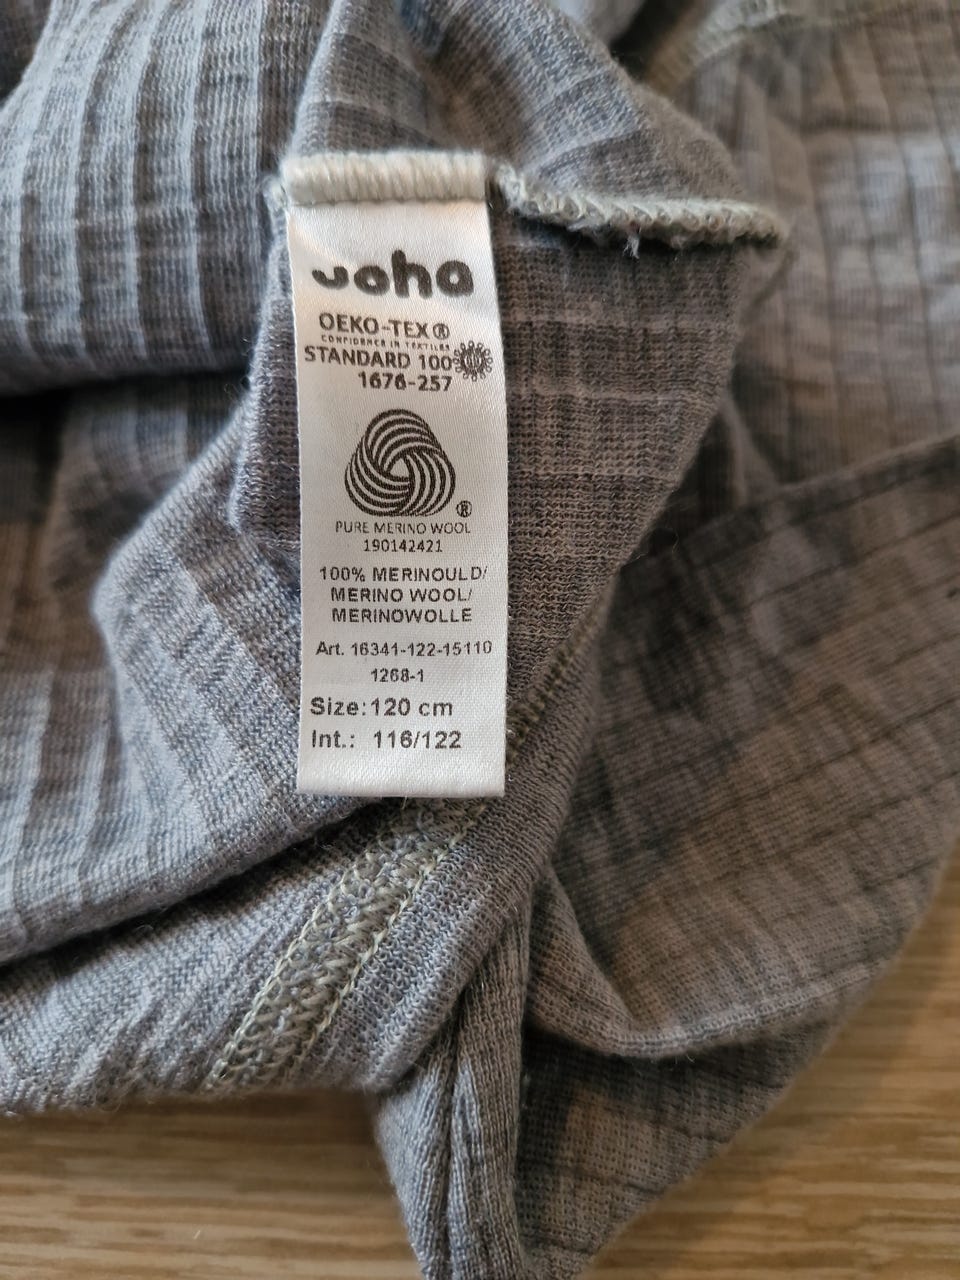 Joha
OEKO-TEX®
CONFIDENCE IN TEXTILES
STANDARD 100
1676-257
®
PURE MERINO WOOL
190142421
100% MERINOULD/
MERINO WOOL/
MERINOWOLLE
Art. 16341-122-15110
1268-1
Size: 120 cm
Int.: 116/122